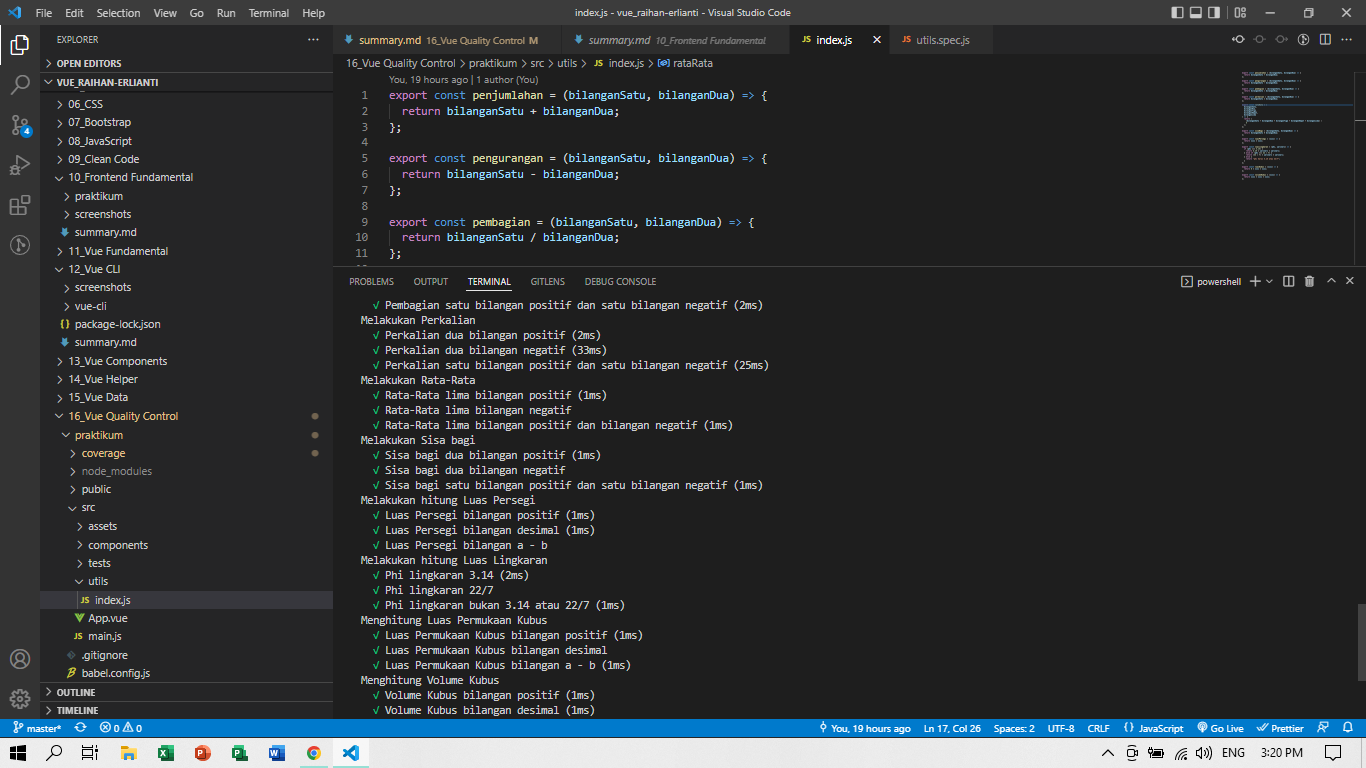 File Edit Selection View Go Run Terminal Help
index.js - vue_raihan-erlianti - Visual Studio Code
EXPLORER
OPEN EDITORS
VUE_RAIHAN-ERLIANTI
06_CSS
07_Bootstrap
08_JavaScript
09_Clean Code
10_Frontend Fundamental
praktikum
screenshots
summary.md
11_Vue Fundamental
12_Vue CLI
screenshots
vue-cli
{} package-lock.json
summary.md
13_Vue Components
14_Vue Helper
15_Vue Data
16_Vue Quality Control
praktikum
coverage
node_modules
public
src
assets
components
tests
utils
JS index.js
App.vue
JS main.js
.gitignore
babel.config.js
OUTLINE
TIMELINE
4
summary.md 16_Vue Quality Control M
summary.md 10_Frontend Fundamental
JS index.js
JS utils.spec.js
16_Vue Quality Control > praktikum > src > utils > JS index.js > rataRata
You, 19 hours ago | 1 author (You)
1 export const penjumlahan = (bilanganSatu, bilanganDua) => {
2 return bilanganSatu + bilanganDua;
3 };
4
5 export const pengurangan = (bilanganSatu, bilanganDua) => {
6 return bilanganSatu - bilanganDua;
7 };
8
9 export const pembagian = (bilanganSatu, bilanganDua) => {
10 return bilanganSatu / bilanganDua;
11 };
PROBLEMS OUTPUT TERMINAL GITLENS DEBUG CONSOLE
powershell
√ Pembagian satu bilangan positif dan satu bilangan negatif (2ms)
Melakukan Perkalian
√ Perkalian dua bilangan positif (2ms)
√ Perkalian dua bilangan negatif (33ms)
√ Perkalian satu bilangan positif dan satu bilangan negatif (25ms)
Melakukan Rata-Rata
√ Rata-Rata lima bilangan positif (1ms)
√ Rata-Rata lima bilangan negatif
√ Rata-Rata lima bilangan positif dan bilangan negatif (1ms)
Melakukan Sisa bagi
√ Sisa bagi dua bilangan positif (1ms)
√ Sisa bagi dua bilangan negatif
√ Sisa bagi satu bilangan positif dan satu bilangan negatif (1ms)
Melakukan hitung Luas Persegi
√ Luas Persegi bilangan positif (1ms)
√ Luas Persegi bilangan desimal (1ms)
√ Luas Persegi bilangan a - b
Melakukan hitung Luas Lingkaran
√ Phi lingkaran 3.14 (2ms)
√ Phi lingkaran 22/7
√ Phi lingkaran bukan 3.14 atau 22/7 (1ms)
Menghitung Luas Permukaan Kubus
√ Luas Permukaan Kubus bilangan positif (1ms)
√ Luas Permukaan Kubus bilangan desimal
√ Luas Permukaan Kubus bilangan a - b (1ms)
Menghitung Volume Kubus
√ Volume Kubus bilangan positif (1ms)
√ Volume Kubus bilangan desimal (1ms)
master* 0 0
You, 19 hours ago Ln 17, Col 26 Spaces: 2 UTF-8 CRLF {} JavaScript Go Live Prettier
ENG 3:20 PM